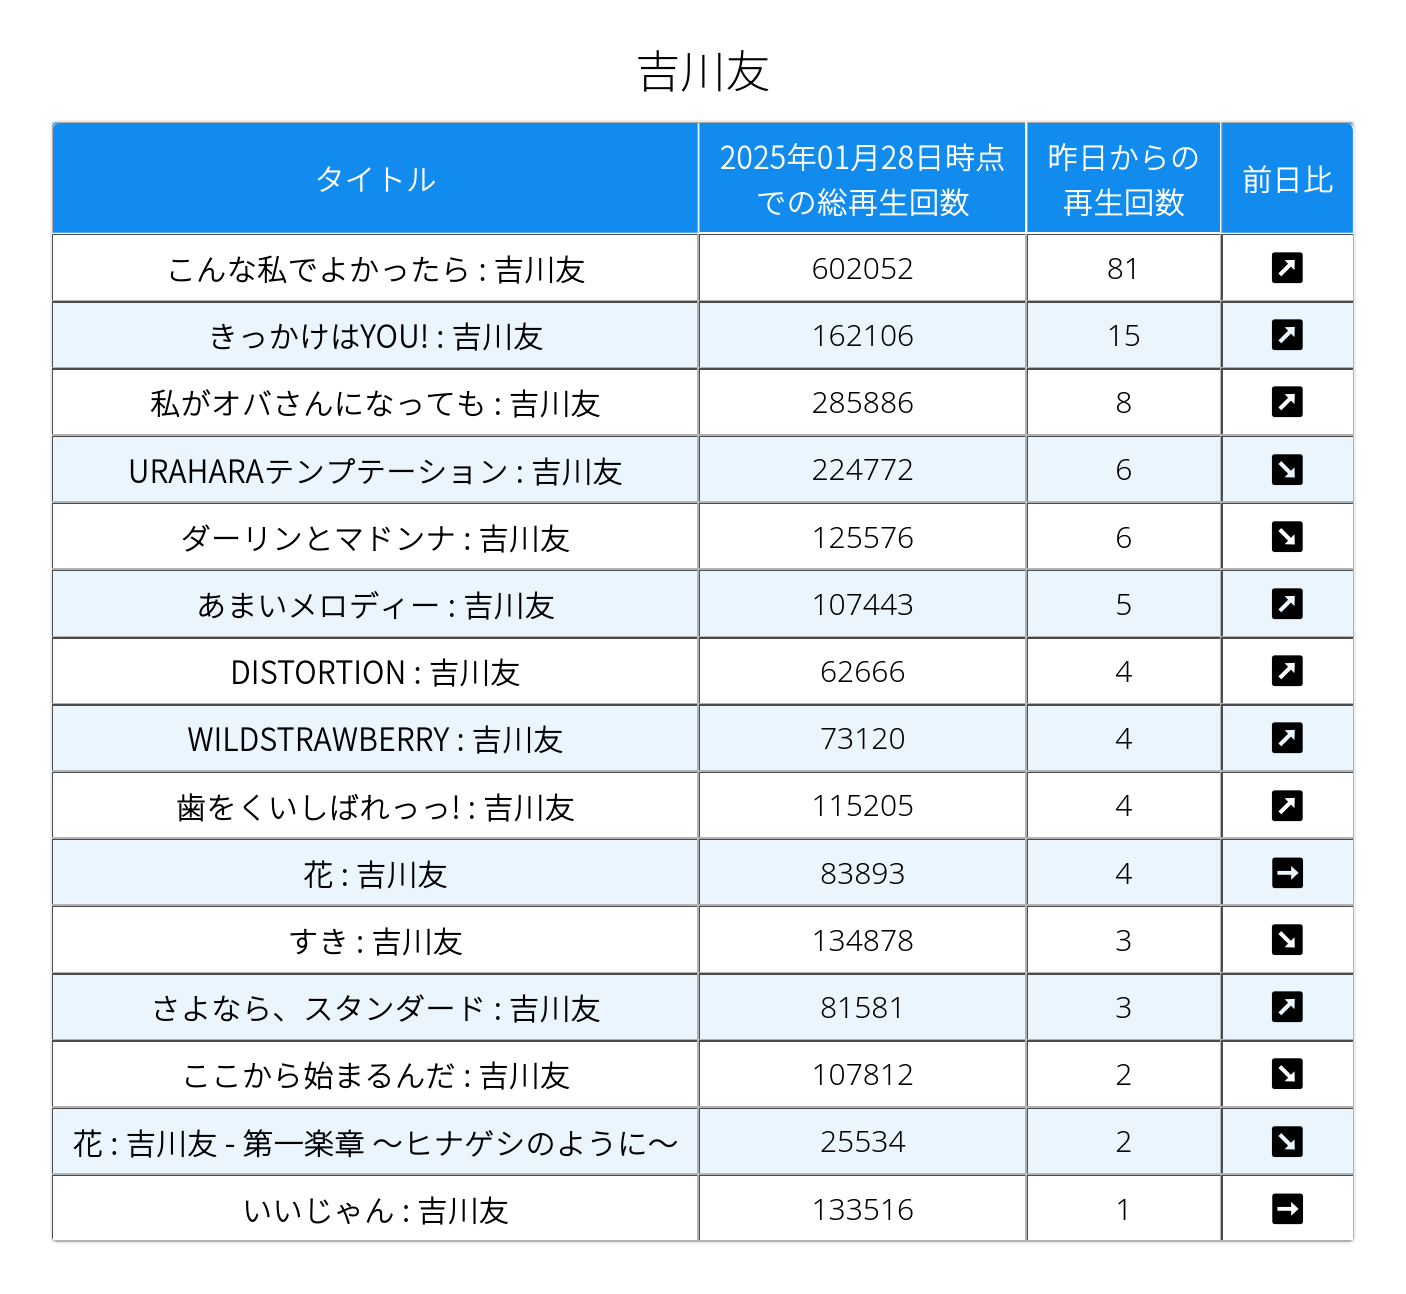 吉川友
タイトル
2025年01月28日時点
での総再生回数
昨日からの
再生回数
前日比
こんな私でよかったら : 吉川友 602052 81 ↗
きっかけはYOU! : 吉川友 162106 15 ↗
私がオバさんになっても : 吉川友 285886 8 ↗
URAHARAテンプテーション : 吉川友 224772 6 ↘
ダーリンとマドンナ : 吉川友 125576 6 ↘
あまいメロディー : 吉川友 107443 5 ↗
DISTORTION : 吉川友 62666 4 ↗
WILDSTRAWBERRY : 吉川友 73120 4 ↗
歯をくいしばれっっ! : 吉川友 115205 4 ↗
花 : 吉川友 83893 4 →
すき : 吉川友 134878 3 ↘
さよなら、スタンダード : 吉川友 81581 3 ↗
ここから始まるんだ : 吉川友 107812 2 ↘
花 : 吉川友 - 第一楽章 〜ヒナゲシのように〜 25534 2 ↘
いいじゃん : 吉川友 133516 1 →